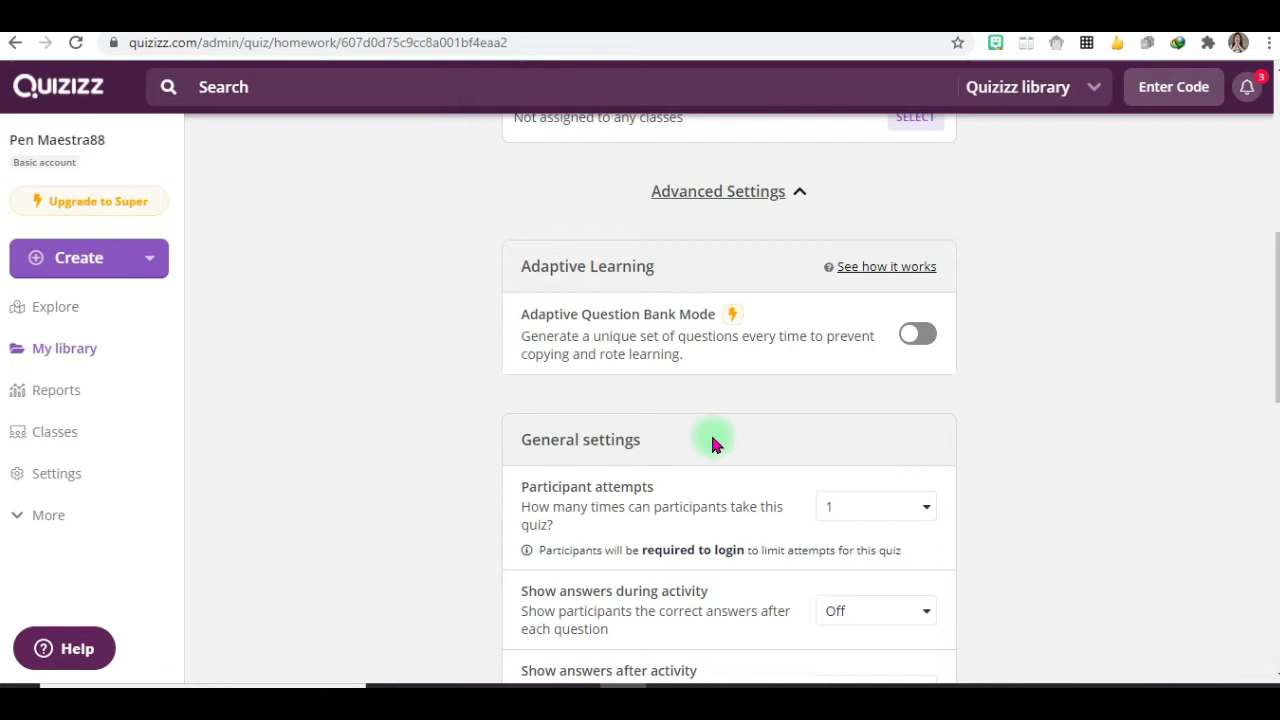 quizizz.com/admin/quiz/homework/607d0d75c9cc8a001bf4eaa2
QUIZIZZ
Search
Quizizz library
Enter Code
3
Pen Maestra88
Basic account
Upgrade to Super
Create
Explore
My library
Reports
Classes
Settings
More
Help
Not assigned to any classes
SELECT
Advanced Settings
Adaptive Learning
See how it works
Adaptive Question Bank Mode
Generate a unique set of questions every time to prevent
copying and rote learning.
General settings
Participant attempts
How many times can participants take this
quiz?
1
Participants will be required to login to limit attempts for this quiz
Show answers during activity
Show participants the correct answers after
each question
Off
Show answers after activity